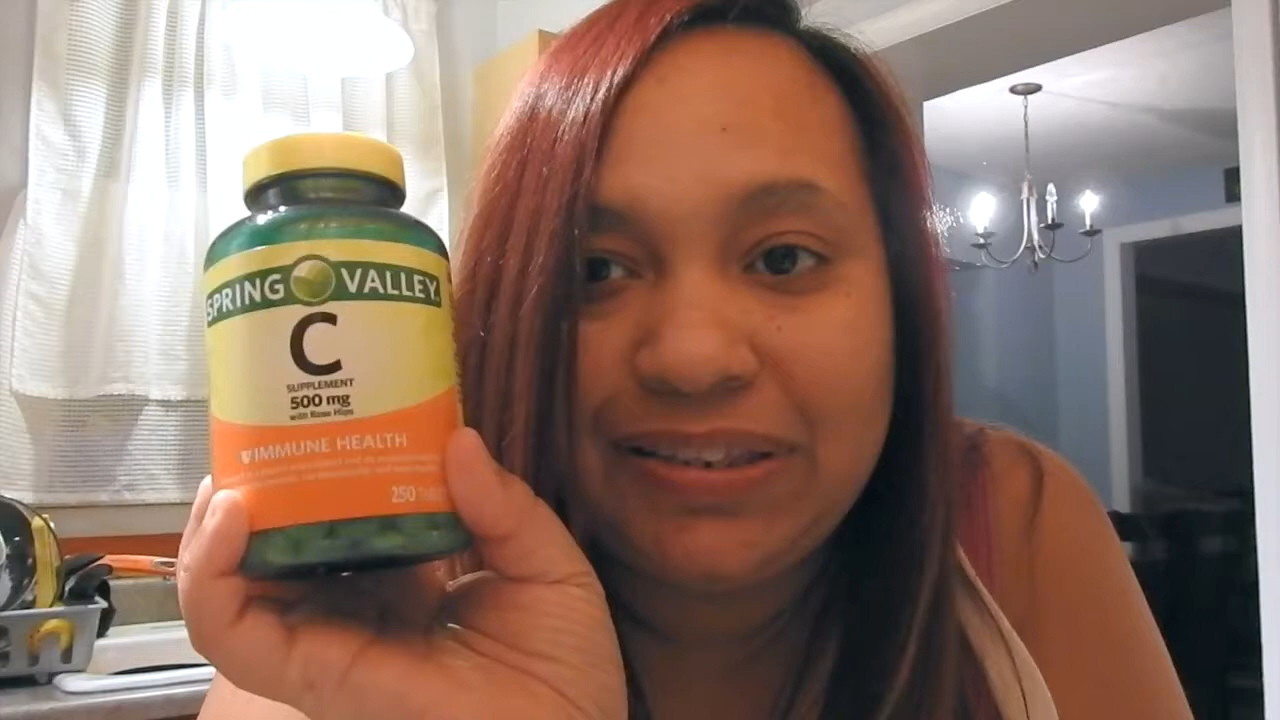 SPRING VALLEY
C
SUPPLEMENT
500 mg
with Rose Hips
IMMUNE HEALTH
250